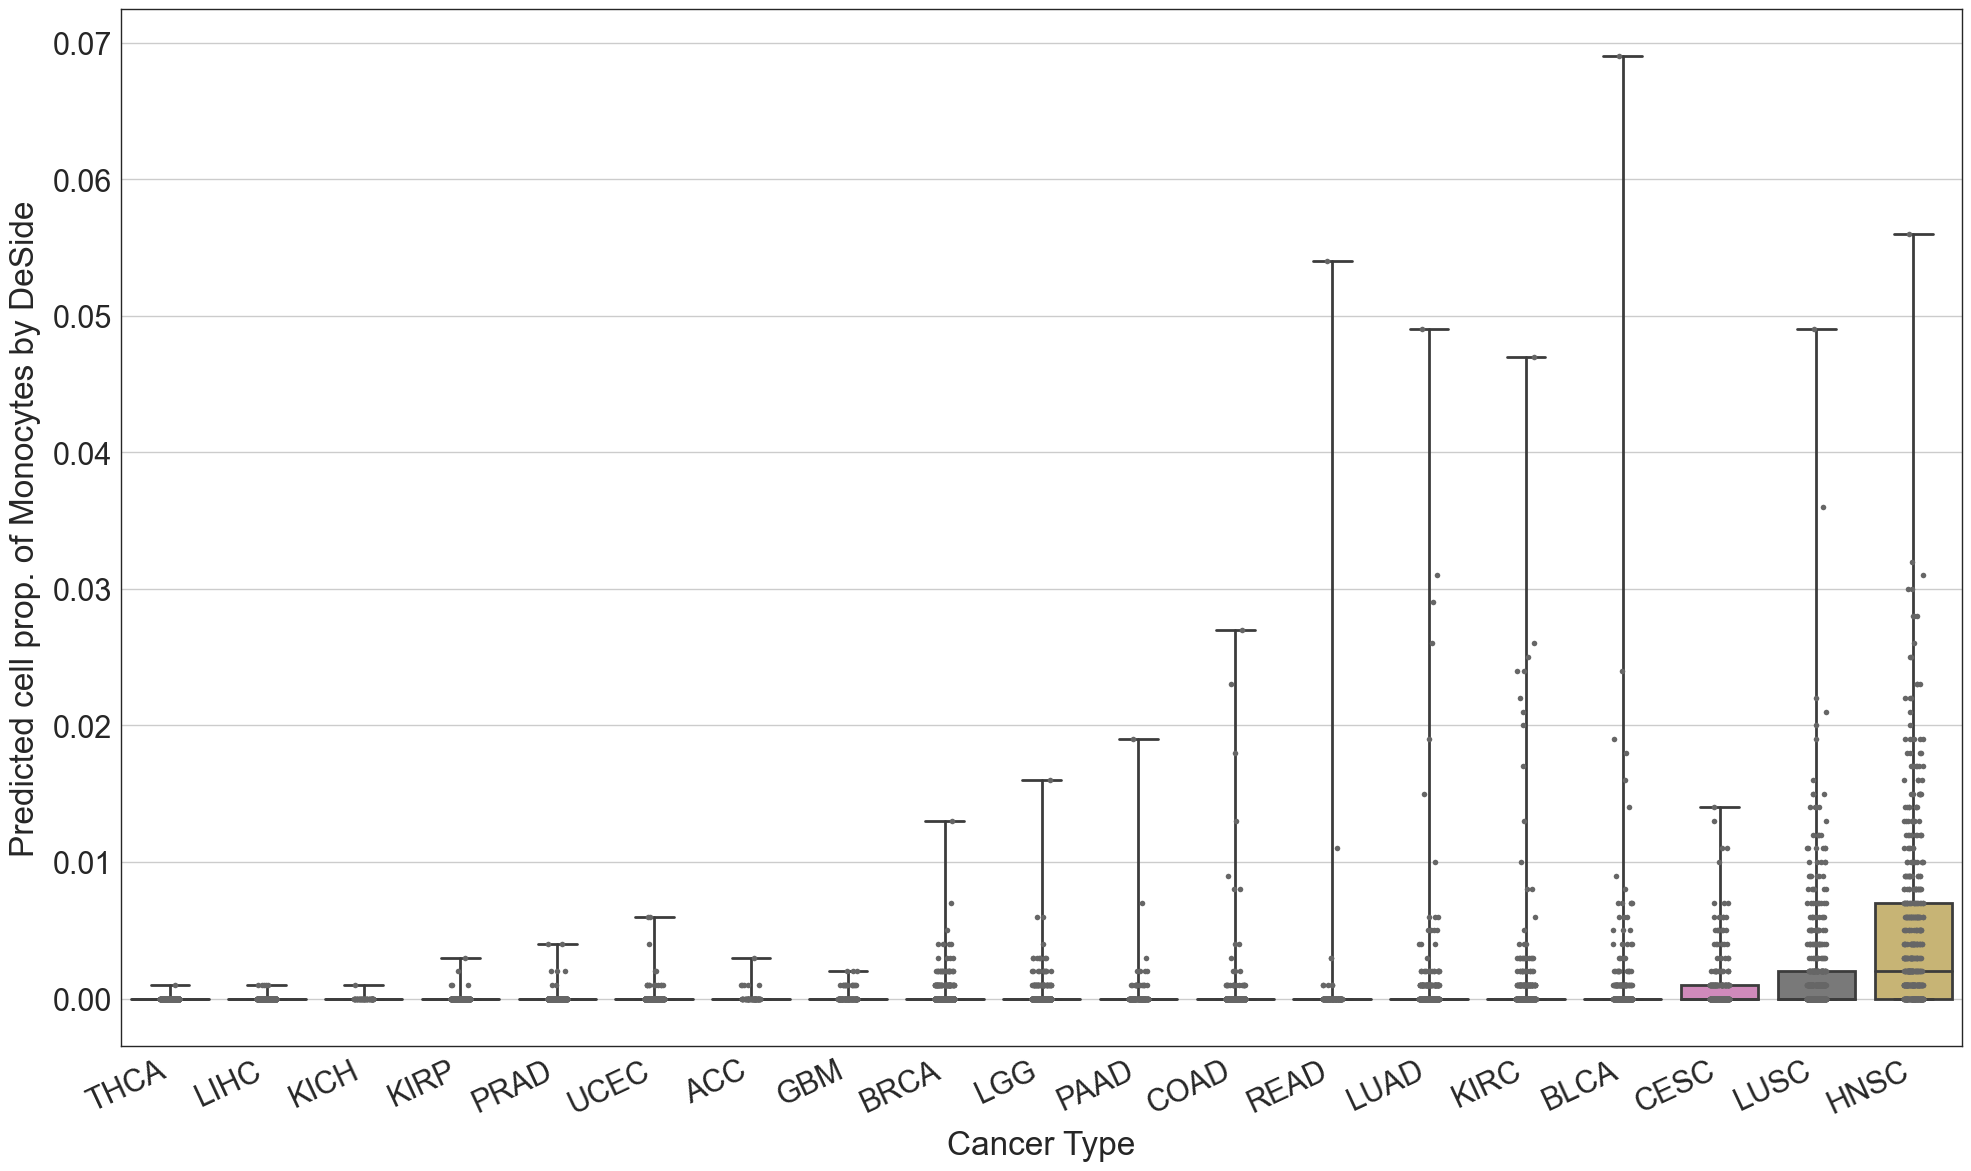 Predicted cell prop. of Monocytes by DeSide
0.07
0.06
0.05
0.04
0.03
0.02
0.01
0.00
THCA
LIHC
KICH
KIRP
PRAD
UCEC
ACC
GBM
BRCA
LGG
PAAD
COAD
READ
LUAD
KIRC
BLCA
CESC
LUSC
HNSC
Cancer Type